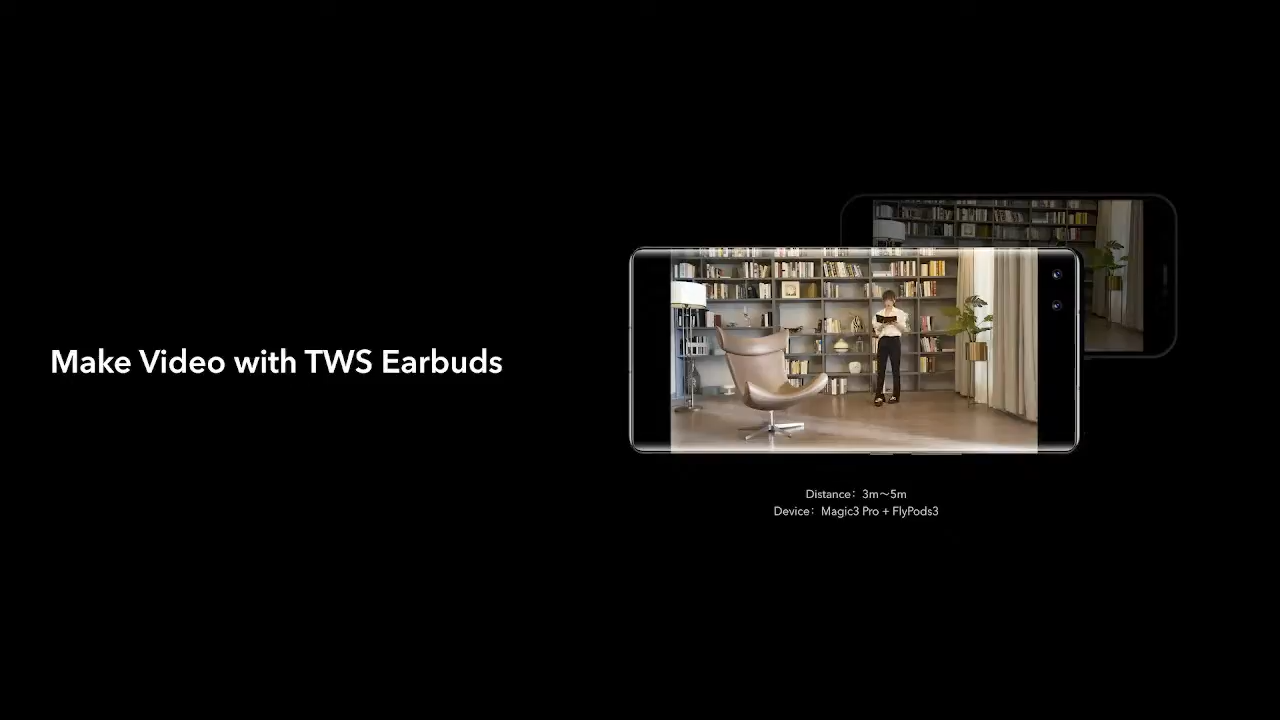 Make Video with TWS Earbuds
Distance：3m～5m
Device：Magic3 Pro + FlyPods3